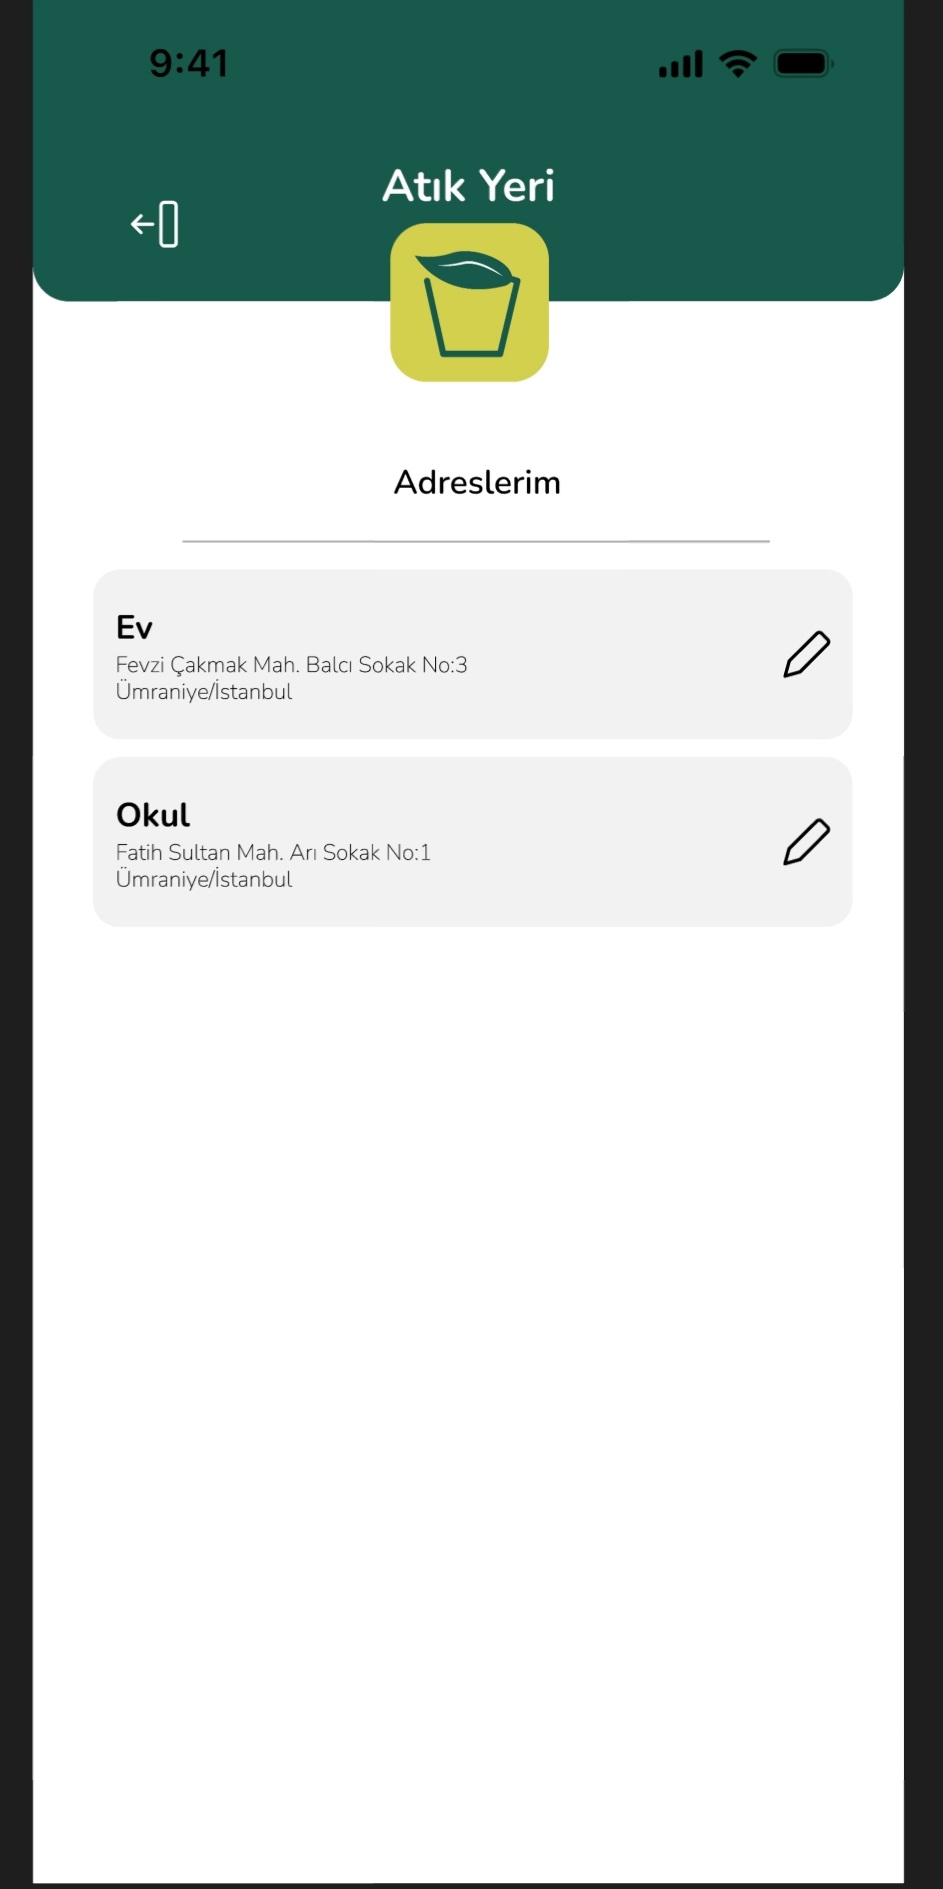 9:41
Atık Yeri
Adreslerim
Ev
Fevzi Çakmak Mah. Balcı Sokak No:3
Ümraniye/İstanbul
Okul
Fatih Sultan Mah. Arı Sokak No:1
Ümraniye/İstanbul